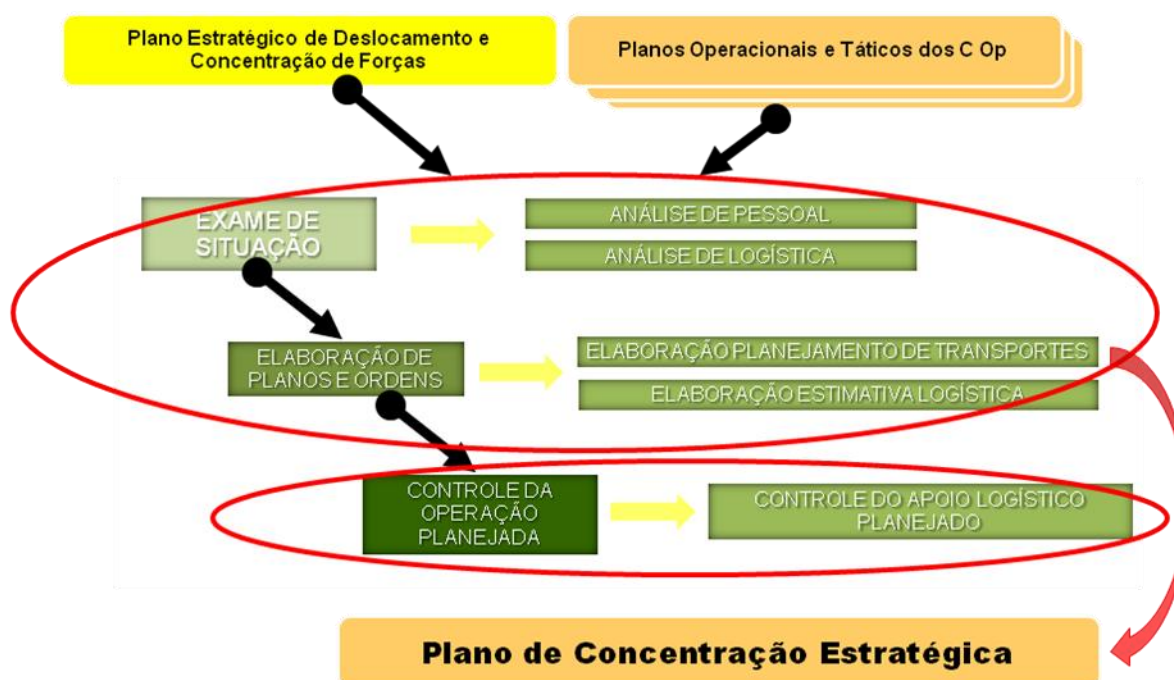 Plano Estratégico de Deslocamento e
Concentração de Forças
Planos Operacionais e Táticos dos C Op
EXAME DE
SITUAÇÃO
ANÁLISE DE PESSOAL
ANÁLISE DE LOGÍSTICA
ELABORAÇÃO DE
PLANOS E ORDENS
ELABORAÇÃO PLANEJAMENTO DE TRANSPORTES
ELABORAÇÃO ESTIMATIVA LOGÍSTICA
CONTROLE DA
OPERAÇÃO
PLANEJADA
CONTROLE DO APOIO LOGÍSTICO
PLANEJADO
Plano de Concentração Estratégica